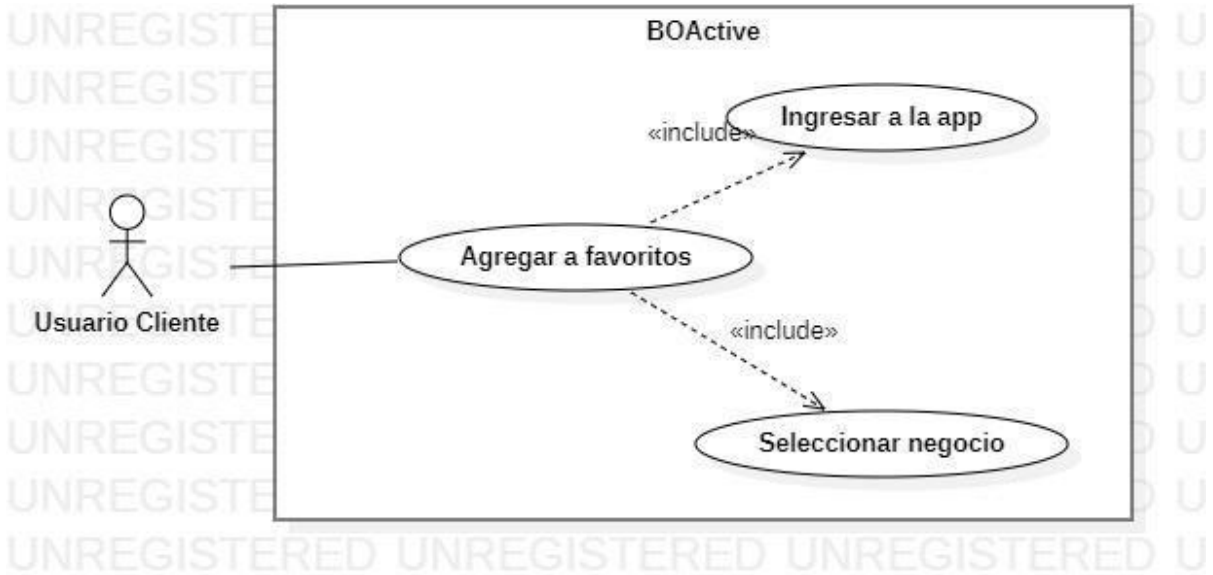 BOActive
Ingresar a la app
«include»
Agregar a favoritos
Usuario Cliente
«include»
Seleccionar negocio
UNREGISTERED UNREGISTERED UNREGISTERED U